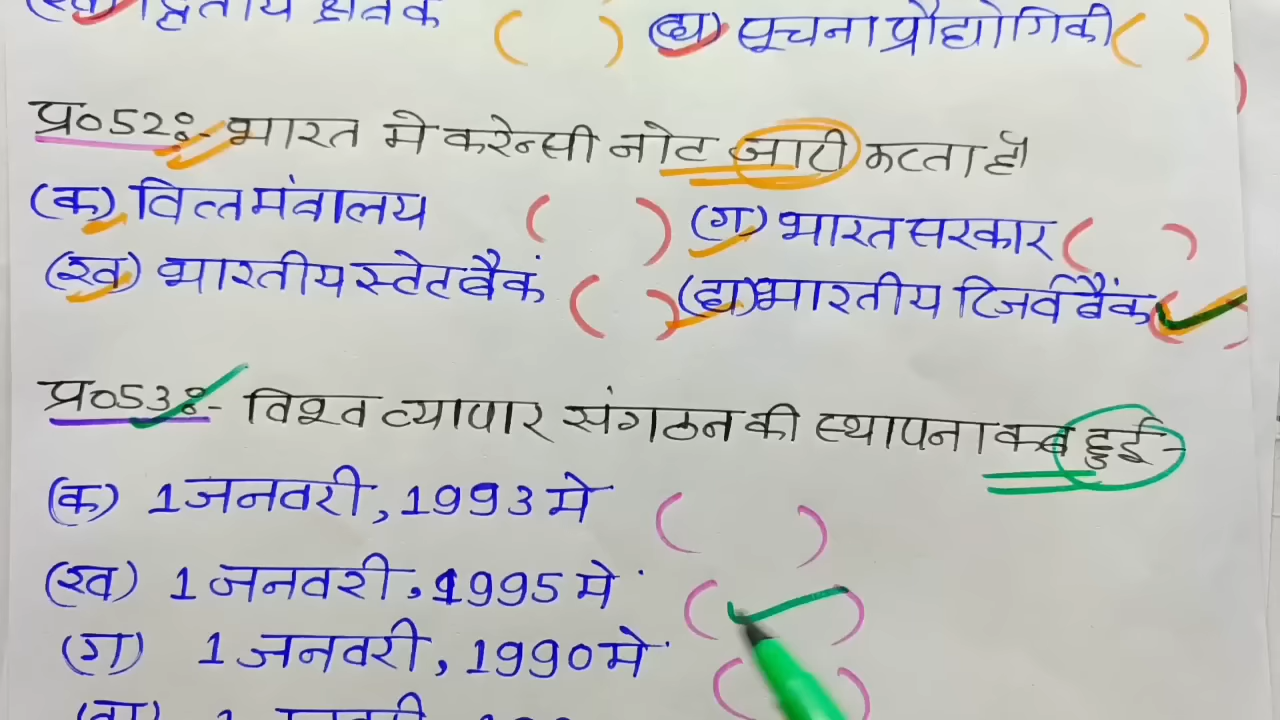 द्वितीय क्षेत्रक ( ) (घ) सूचना प्रौद्योगिकी ( )
प्र०52:- भारत मे करेन्सी नोट जारी करता है
(क) वित्त मंत्रालय ( ) (ग) भारत सरकार ( )
(ख) भारतीय स्टेट बैंक ( ) (घ) भारतीय रिजर्व बैंक ( )
प्र०53:- विश्व व्यापार संगठन की स्थापना कब हुई-
(क) 1 जनवरी, 1993 मे ( )
(ख) 1 जनवरी, 1995 मे ( )
(ग) 1 जनवरी, 1990 मे ( )